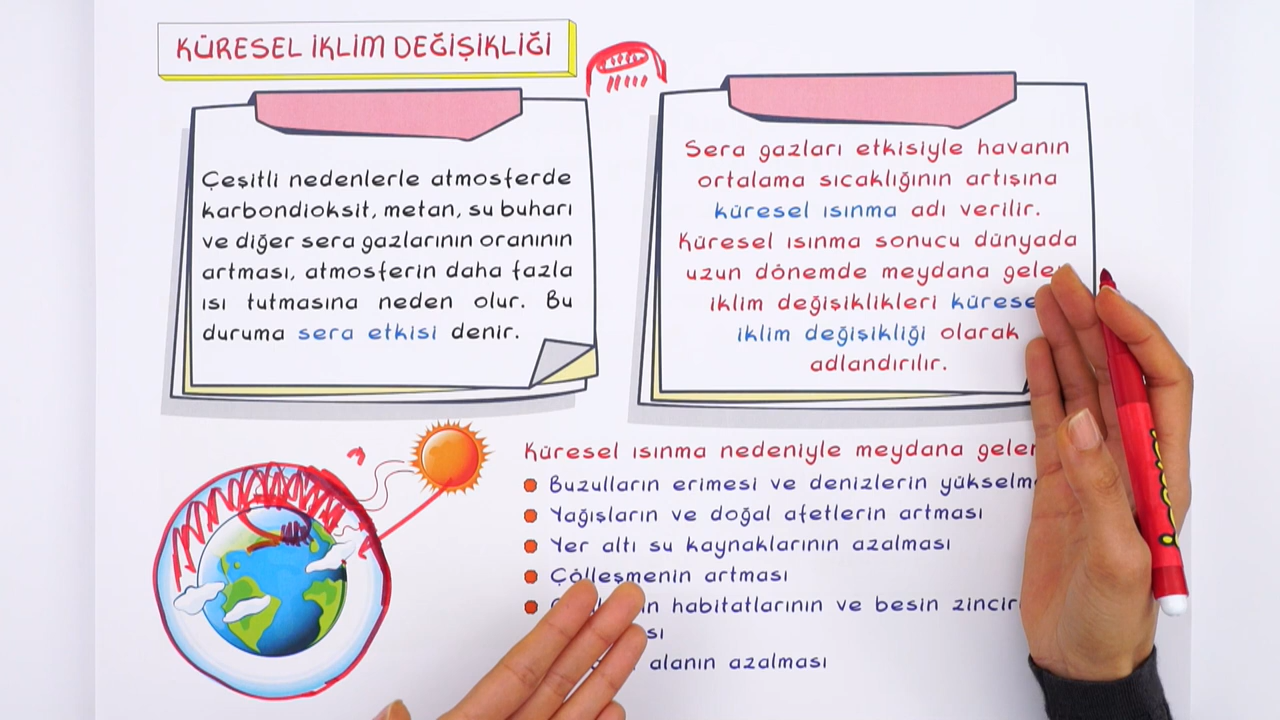 KÜRESEL İKLİM DEĞİŞİKLİĞİ
Çeşitli nedenlerle atmosferde
karbondioksit, metan, su buharı
ve diğer sera gazlarının oranının
artması, atmosferin daha fazla
ısı tutmasına neden olur. Bu
duruma sera etkisi denir.
Sera gazları etkisiyle havanın
ortalama sıcaklığının artışına
küresel ısınma adı verilir.
Küresel ısınma sonucu dünyada
uzun dönemde meydana gelen
iklim değişiklikleri küresel
iklim değişikliği olarak
adlandırılır.
Küresel ısınma nedeniyle meydana
Buzulların erimesi ve denizlerin
Yağışların ve doğal afetlerin artması
Yer altı su kaynaklarının azalması
Çölleşmenin artması
habitatlarının ve besin
alanın azalması